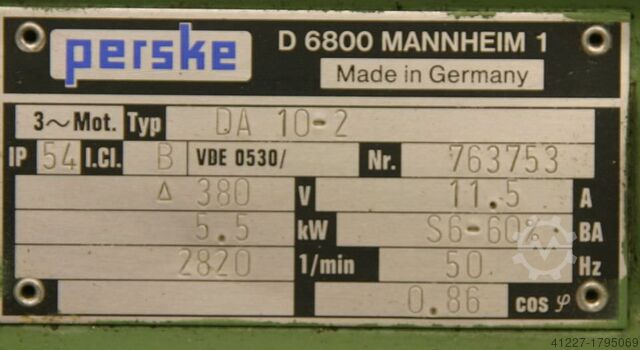 perske D 6800 MANNHEIM 1
Made in Germany
3~Mot. Typ DA 10-2
IP 54 I.Cl. B VDE 0530/ Nr. 763753
Δ 380 V 11.5 A
5.5 kW S6-60% BA
2820 1/min 50 Hz
0.86 cos φ
41227-1795069